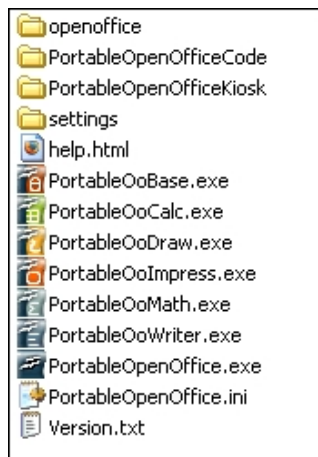 openoffice
PortableOpenOfficeCode
PortableOpenOfficeKiosk
settings
help.html
PortableOoBase.exe
PortableOoCalc.exe
PortableOoDraw.exe
PortableOoImpress.exe
PortableOoMath.exe
PortableOoWriter.exe
PortableOpenOffice.exe
PortableOpenOffice.ini
Version.txt